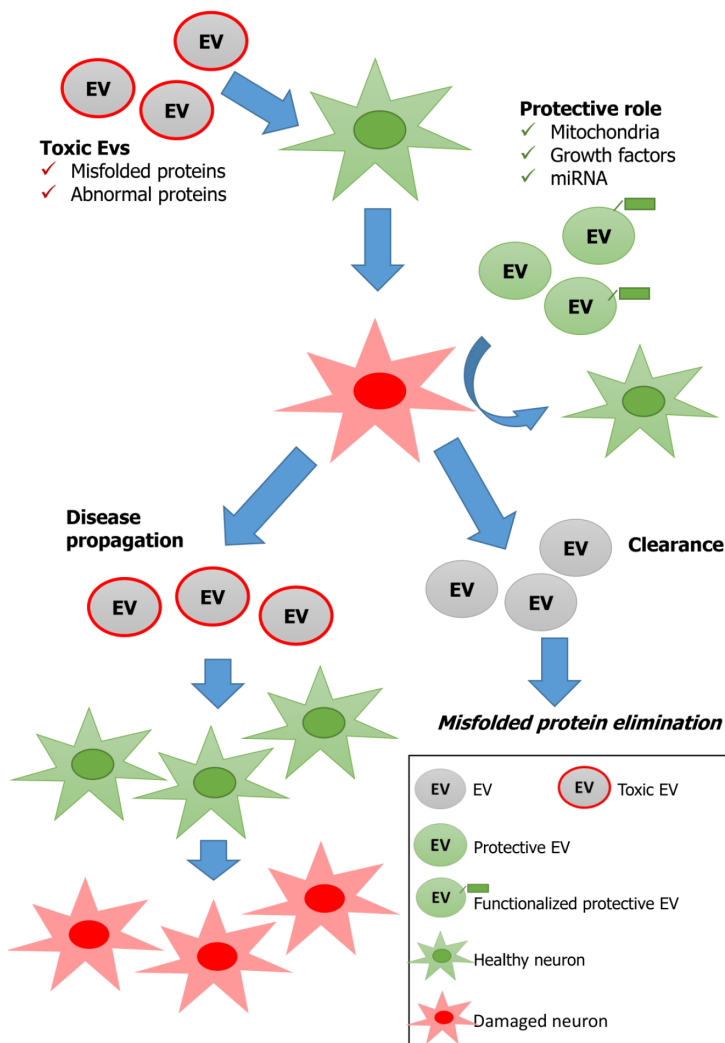 EV
EV
EV
Toxic Evs
✓ Misfolded proteins
✓ Abnormal proteins
Protective role
✓ Mitochondria
✓ Growth factors
✓ miRNA
EV
EV
EV
Disease
propagation
EV
EV
EV
Clearance
EV
EV
EV
Misfolded protein elimination
EV EV
EV Toxic EV
EV Protective EV
EV Functionalized protective EV
Healthy neuron
Damaged neuron